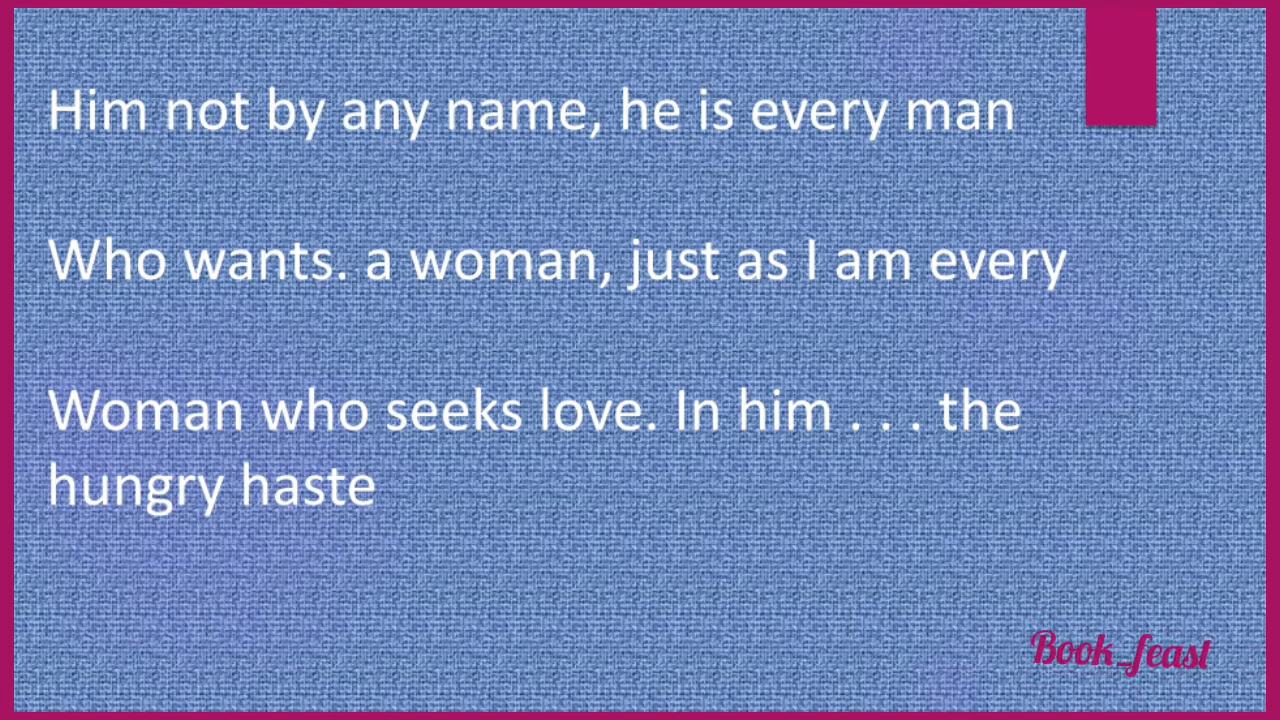 Him not by any name, he is every man
Who wants. a woman, just as I am every
Woman who seeks love. In him . . . the
hungry haste
Book_feast